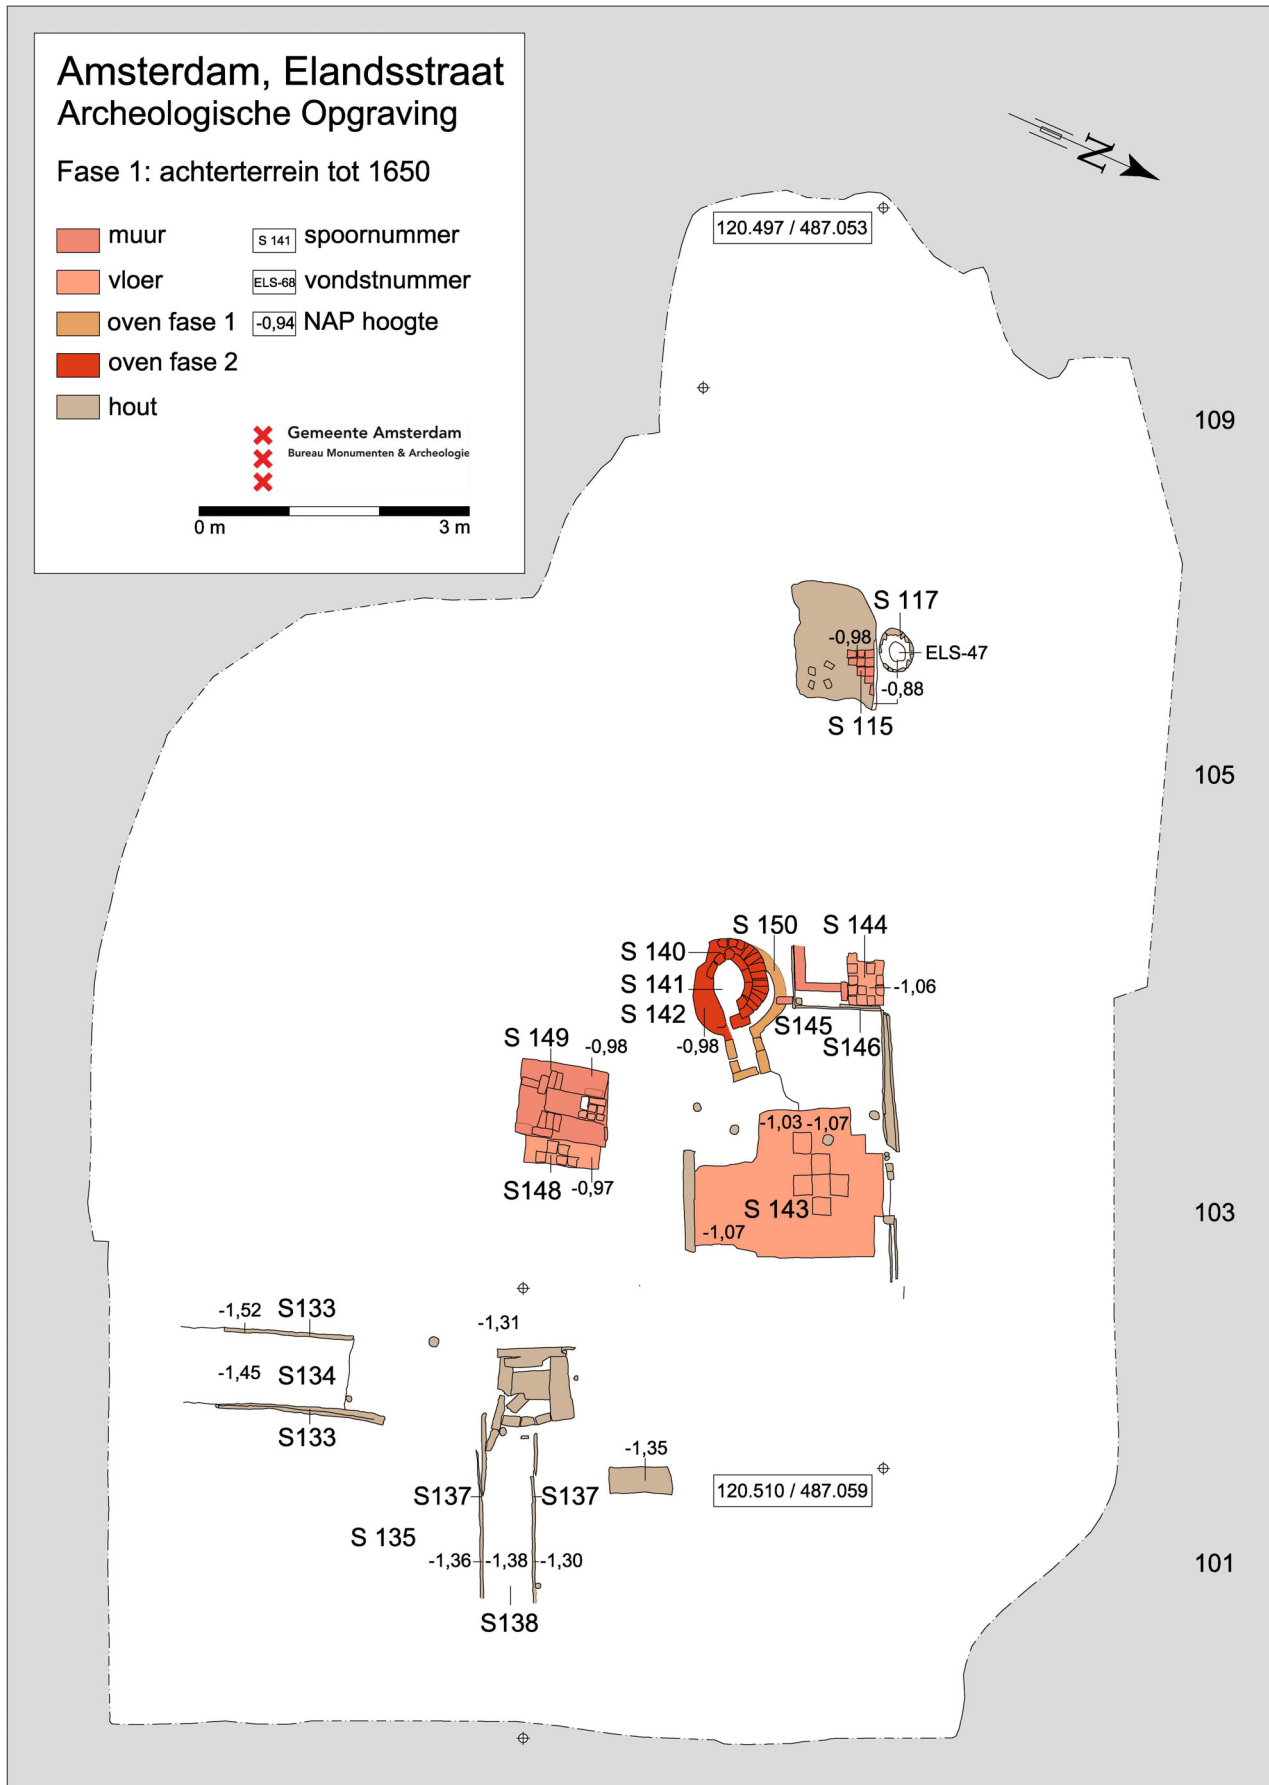 Amsterdam, Elandsstraat
Archeologische Opgraving
Fase 1: achterterrein tot 1650
muur
vloer
oven fase 1
oven fase 2
hout
S 141 spoornummer
ELS-68 vondstnummer
-0,94 NAP hoogte
Gemeente Amsterdam
Bureau Monumenten & Archeologie
0 m 3 m
N
120.497 / 487.053
109
S 117
-0,98
ELS-47
-0,88
S 115
105
S 150 S 144
S 140
S 141
-1,06
S 142
S145
S 149 -0,98 -0,98 S146
-1,03 -1,07
S148 -0,97
S 143
103
-1,07
-1,52 S133
-1,31
-1,45 S134
S133
-1,35
S137 S137
120.510 / 487.059
S 135
-1,36 -1,38 -1,30
101
S138